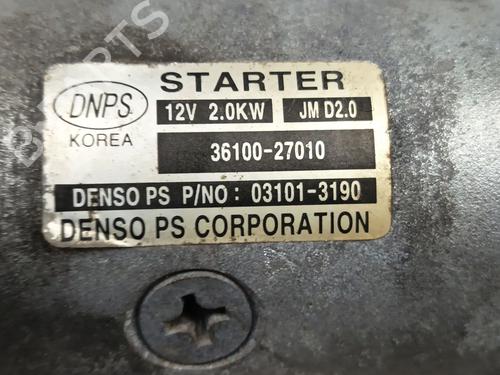 DNPS
KOREA
STARTER
12V 2.0KW JM D2.0
36100-27010
DENSO PS P/NO: 03101-3190
DENSO PS CORPORATION